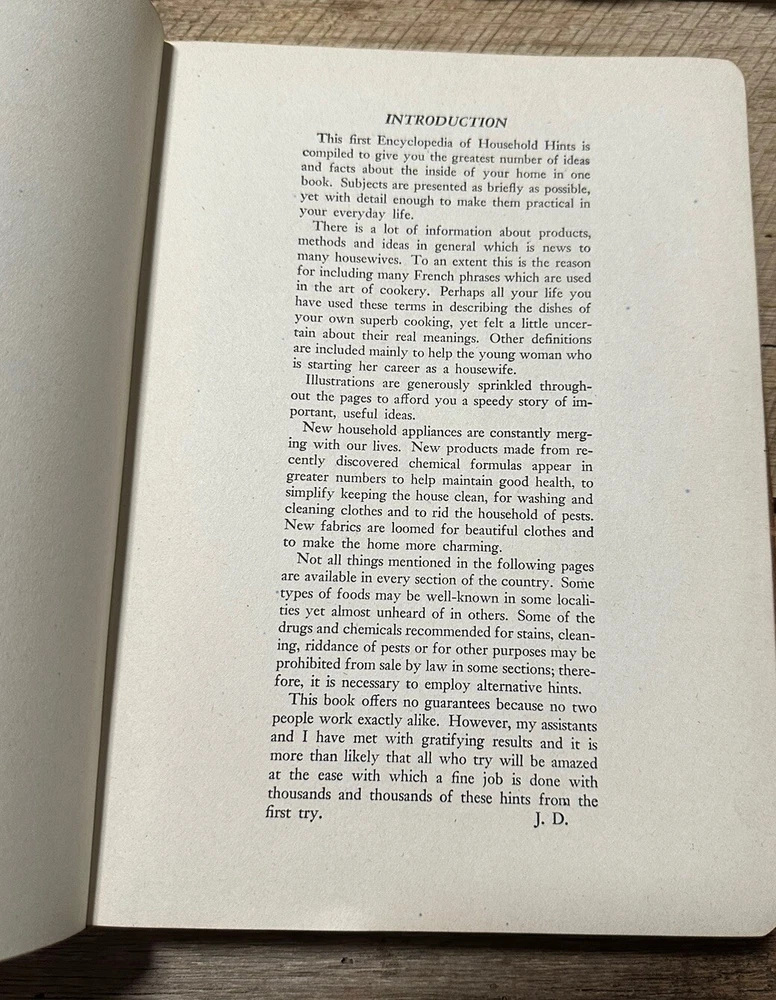 INTRODUCTION
This first Encyclopedia of Household Hints is
compiled to give you the greatest number of ideas
and facts about the inside of your home in one
book. Subjects are presented as briefly as possible,
yet with detail enough to make them practical in
your everyday life.
There is a lot of information about products,
methods and ideas in general which is news to
many housewives. To an extent this is the reason
for including many French phrases which are used
in the art of cookery. Perhaps all your life you
have used these terms in describing the dishes of
your own superb cooking, yet felt a little uncer-
tain about their real meanings. Other definitions
are included mainly to help the young woman who
is starting her career as a housewife.
Illustrations are generously sprinkled through-
out the pages to afford you a speedy story of im-
portant, useful ideas.
New household appliances are constantly merg-
ing with our lives. New products made from re-
cently discovered chemical formulas appear in
greater numbers to help maintain good health, to
simplify keeping the house clean, for washing and
cleaning clothes and to rid the household of pests.
New fabrics are loomed for beautiful clothes and
to make the home more charming.
Not all things mentioned in the following pages
are available in every section of the country. Some
types of foods may be well-known in some locali-
ties yet almost unheard of in others. Some of the
drugs and chemicals recommended for stains, clean-
ing, riddance of pests or for other purposes may be
prohibited from sale by law in some sections; there-
fore, it is necessary to employ alternative hints.
This book offers no guarantees because no two
people work exactly alike. However, my assistants
and I have met with gratifying results and it is
more than likely that all who try will be amazed
at the ease with which a fine job is done with
thousands and thousands of these hints from the
first try. J. D.